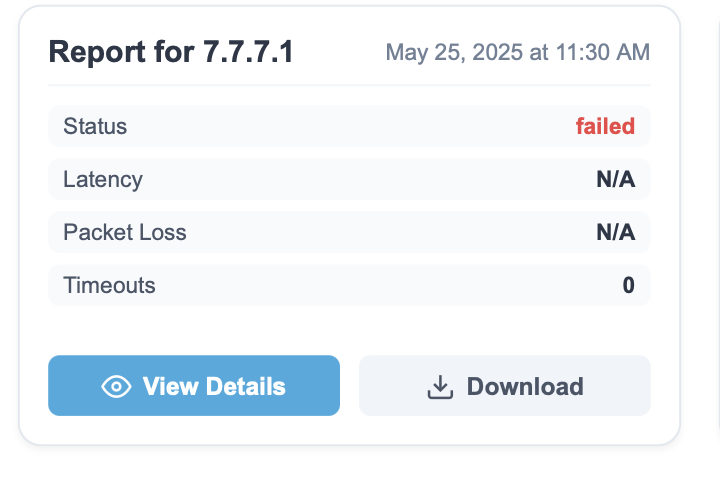 Report for 7.7.7.1 May 25, 2025 at 11:30 AM
Status failed
Latency N/A
Packet Loss N/A
Timeouts 0
View Details Download